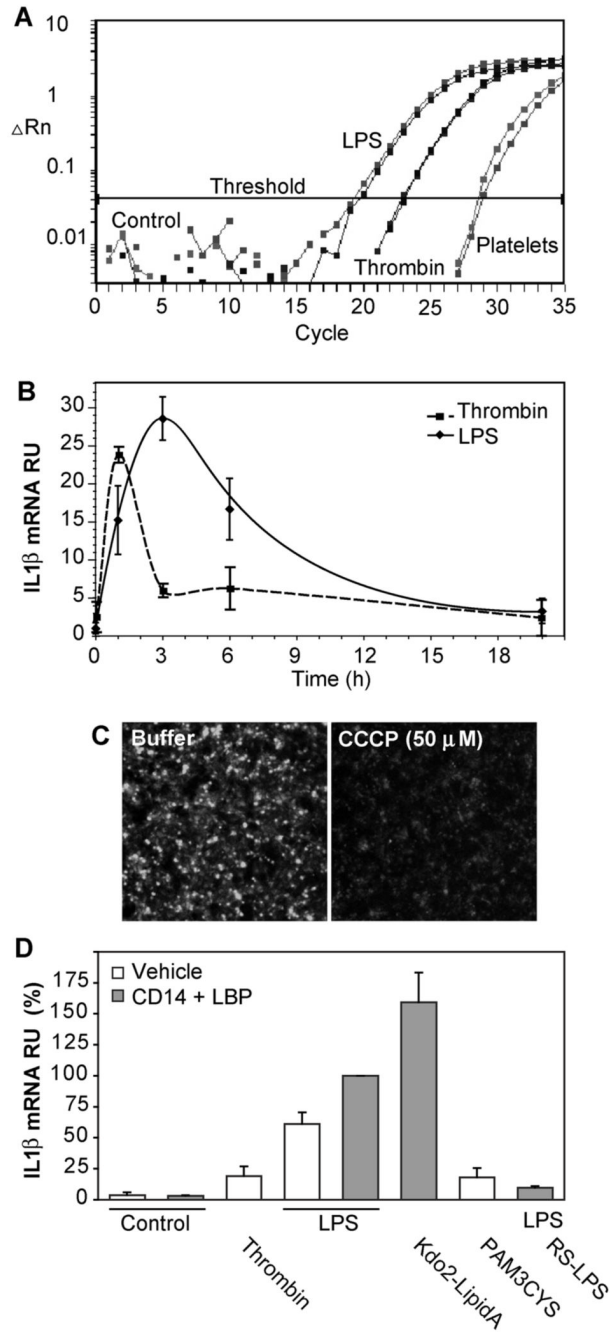 A
10
1
△Rn
0.1
0.01
LPS
Threshold
Control
Thrombin
Platelets
0 5 10 15 20 25 30 35
Cycle
B
30
25
20
15
10
5
0
IL1β mRNA RU
Thrombin
LPS
0 3 6 9 12 15 18
Time (h)
C
Buffer
CCCP (50 μM)
D
175
150
125
100
75
50
25
0
IL1β mRNA RU (%)
Vehicle
CD14 + LBP
Control
Thrombin
LPS
Kdo2-LipidA
PAM3CYS
LPS
RS-LPS